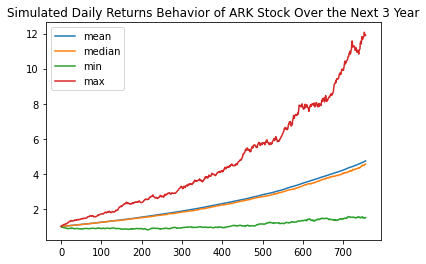 Simulated Daily Returns Behavior of ARK Stock Over the Next 3 Year
mean
median
min
max
12
10
8
6
4
2
0
100
200
300
400
500
600
700